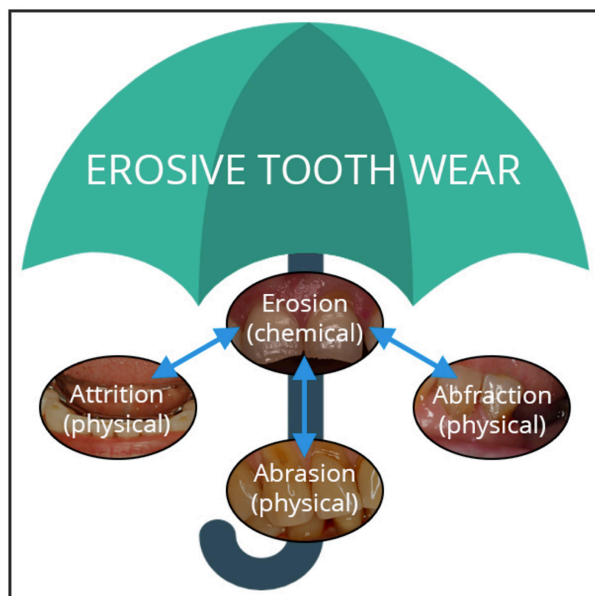 EROSIVE TOOTH WEAR
Erosion
(chemical)
Attrition
(physical)
Abfraction
(physical)
Abrasion
(physical)